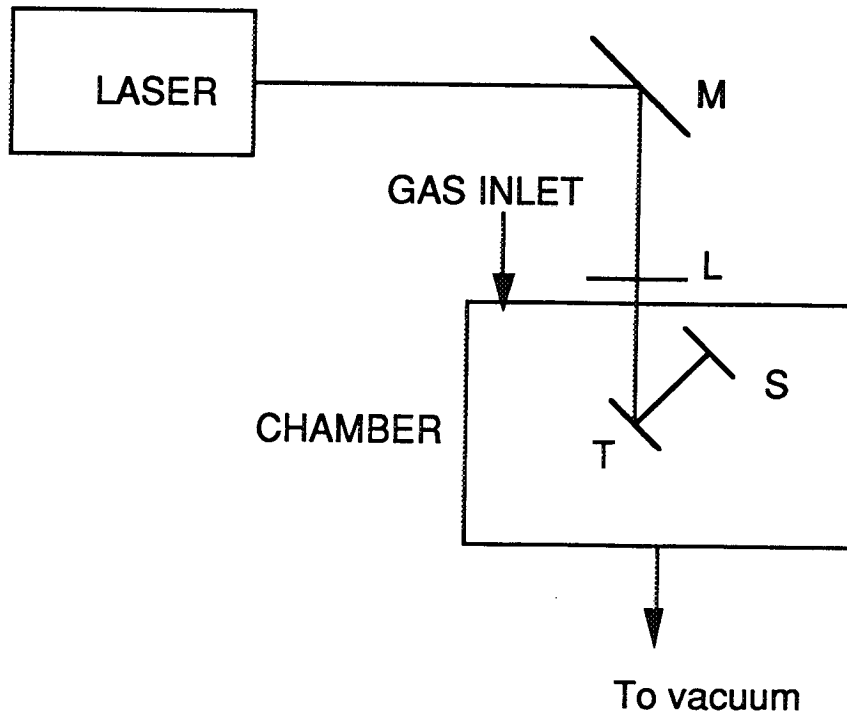 LASER
M
GAS INLET
L
S
CHAMBER
T
To vacuum